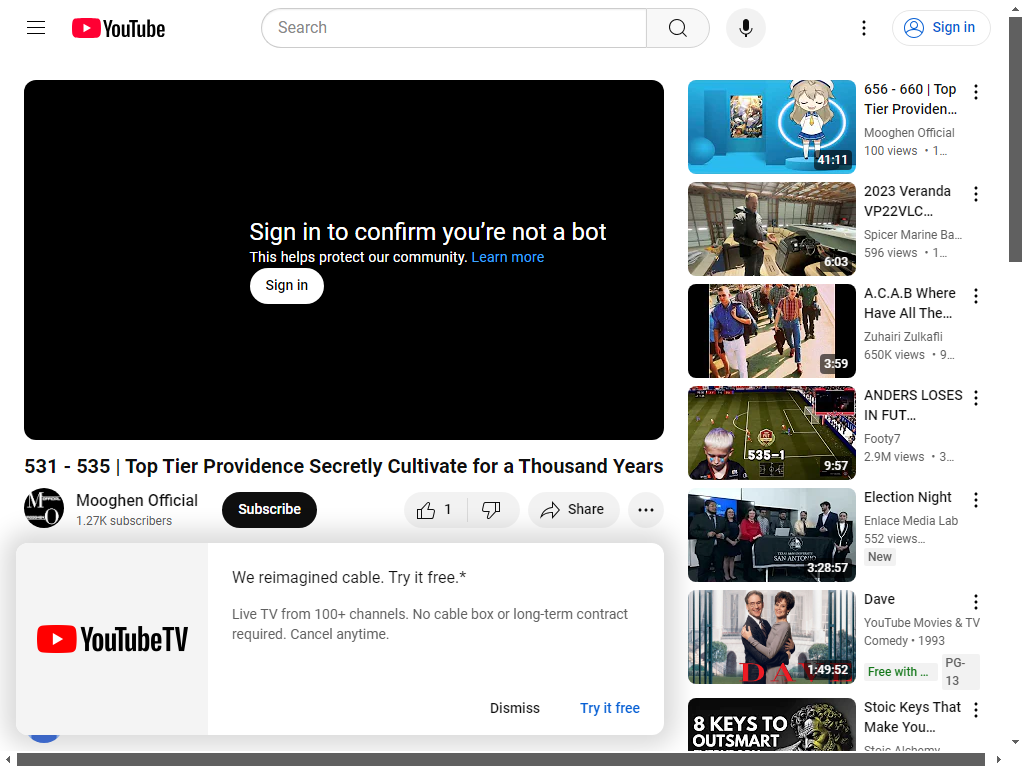 YouTube
Search
Sign in
Sign in to confirm you’re not a bot
This helps protect our community. Learn more
Sign in
531 - 535 | Top Tier Providence Secretly Cultivate for a Thousand Years
Mooghen Official
1.27K subscribers
Subscribe
1
Share
We reimagined cable. Try it free.*
Live TV from 100+ channels. No cable box or long-term contract
required. Cancel anytime.
YouTubeTV
Dismiss
Try it free
41:11
656 - 660 | Top
Tier Providen...
Mooghen Official
100 views • 1...
6:03
2023 Veranda
VP22VLC...
Spicer Marine Ba...
596 views • 1...
3:59
A.C.A.B Where
Have All The...
Zuhairi Zulkafli
650K views • 9...
535-1
9:57
ANDERS LOSES
IN FUT...
Footy7
2.9M views • 3...
SAN ANTONIO
3:28:57
Election Night
Enlace Media Lab
552 views...
New
DAVE
1:49:52
Dave
YouTube Movies & TV
Comedy • 1993
Free with ...
PG-
13
8 KEYS TO
OUTSMART
Stoic Keys That
Make You...
Stoic Alchemy